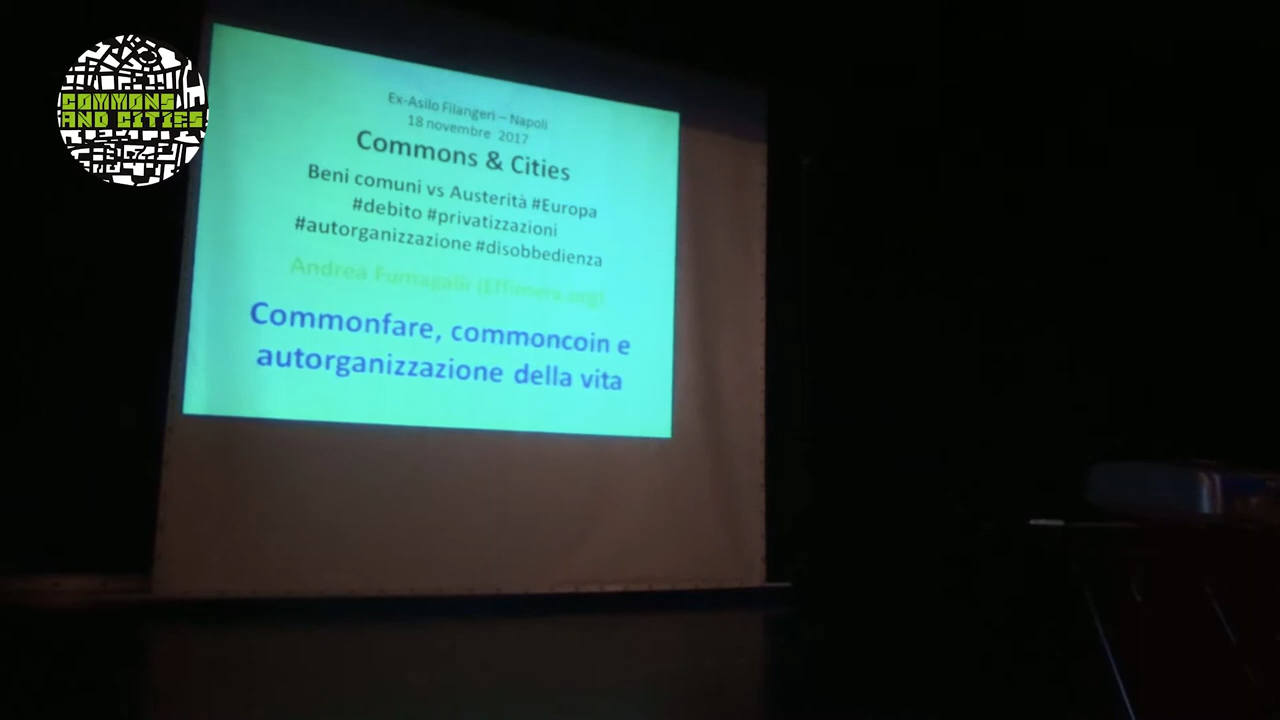 COMMONS
AND CITIES
Ex-Asilo Filangeri – Napoli
18 novembre 2017
Commons & Cities
Beni comuni vs Austerità #Europa
#debito #privatizzazioni
#autorganizzazione #disobbedienza
Andrea Fumagalli (Effimera.org)
Commonfare, commoncoin e
autorganizzazione della vita